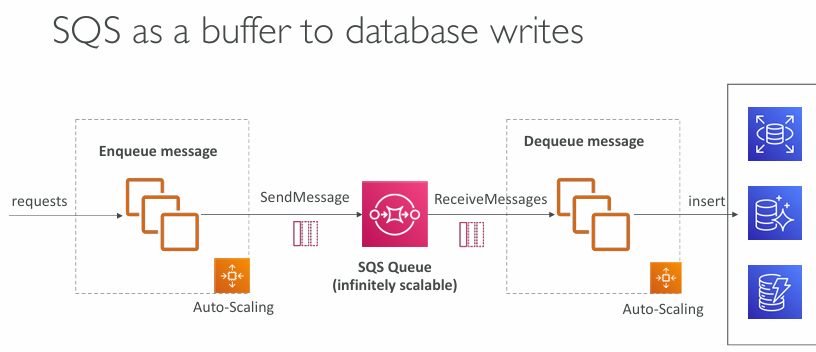 SQS as a buffer to database writes
Enqueue message
Dequeue message
requests
SendMessage
ReceiveMessages
insert
SQS Queue
(infinitely scalable)
Auto-Scaling
Auto-Scaling